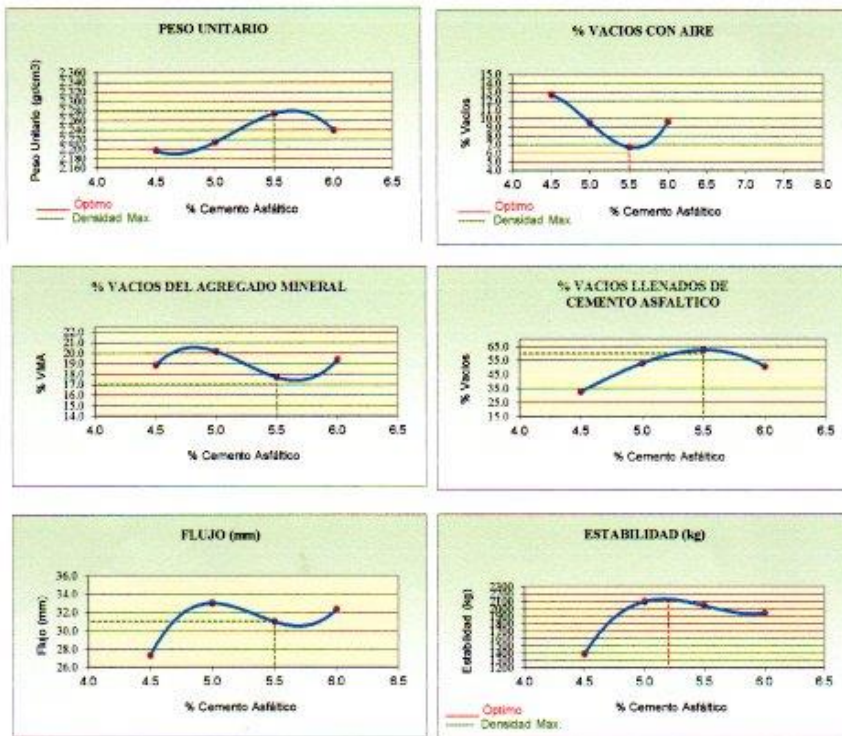 PESO UNITARIO
Peso Unitario (gr/cm3)
4.0 4.5 5.0 5.5 6.0 6.5
% Cemento Asfáltico
Óptimo
Densidad Max.
% VACIOS CON AIRE
% Vacios
4.0 4.5 5.0 5.5 6.0 6.5 7.0 7.5 8.0
% Cemento Asfáltico
Óptimo
Densidad Max.
% VACIOS DEL AGREGADO MINERAL
% VMA
22.0
21.0
20.0
19.0
18.0
17.0
16.0
15.0
14.0
4.0 4.5 5.0 5.5 6.0 6.5
% Cemento Asfáltico
% VACIOS LLENADOS DE
CEMENTO ASFALTICO
% Vacios
65.0
55.0
45.0
35.0
25.0
15.0
4.0 4.5 5.0 5.5 6.0 6.5
% Cemento Asfáltico
FLUJO (mm)
Flujo (mm)
36.0
34.0
32.0
30.0
28.0
26.0
4.0 4.5 5.0 5.5 6.0 6.5
% Cemento Asfáltico
ESTABILIDAD (kg)
Estabilidad (kg)
4.0 4.5 5.0 5.5 6.0 6.5
% Cemento Asfáltico
Óptimo
Densidad Max.